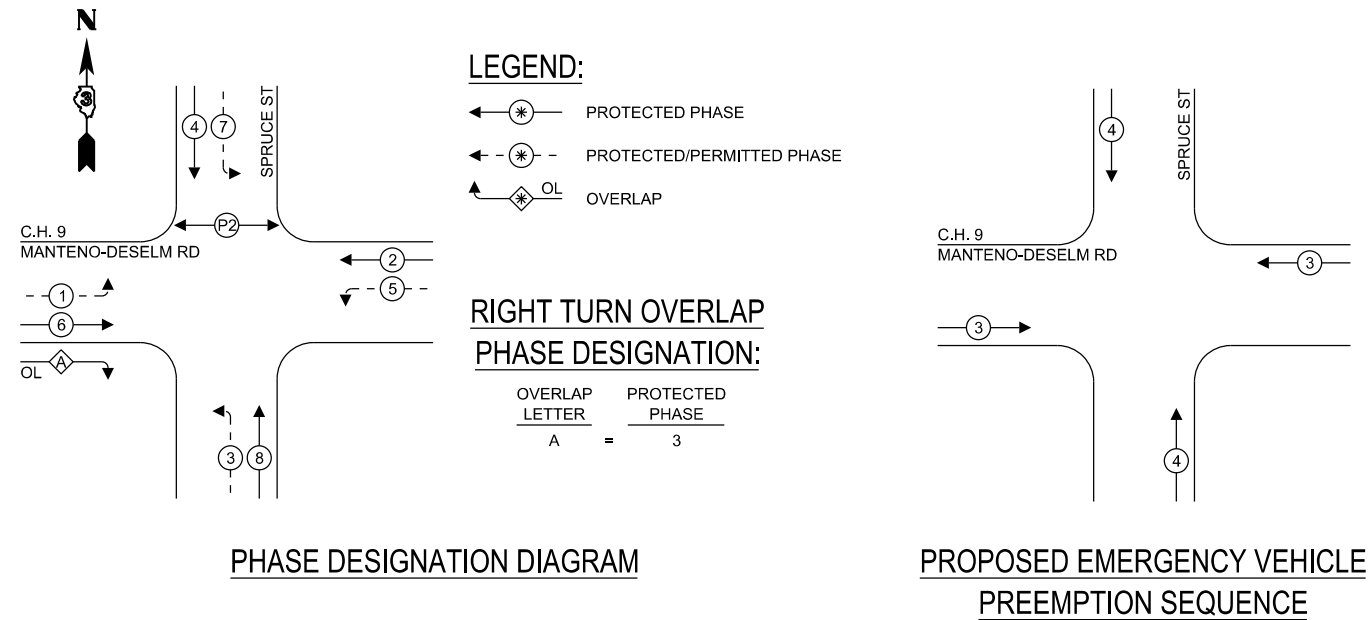 N
3
4
7
SPRUCE ST
P2
C.H. 9
MANTENO-DESELM RD
2
5
1
6
A
OL
3
8
LEGEND:
* PROTECTED PHASE
* PROTECTED/PERMITTED PHASE
* OL OVERLAP
RIGHT TURN OVERLAP
PHASE DESIGNATION:
OVERLAP PROTECTED
LETTER PHASE
A = 3
PHASE DESIGNATION DIAGRAM
4
SPRUCE ST
C.H. 9
MANTENO-DESELM RD
3
3
4
PROPOSED EMERGENCY VEHICLE
PREEMPTION SEQUENCE